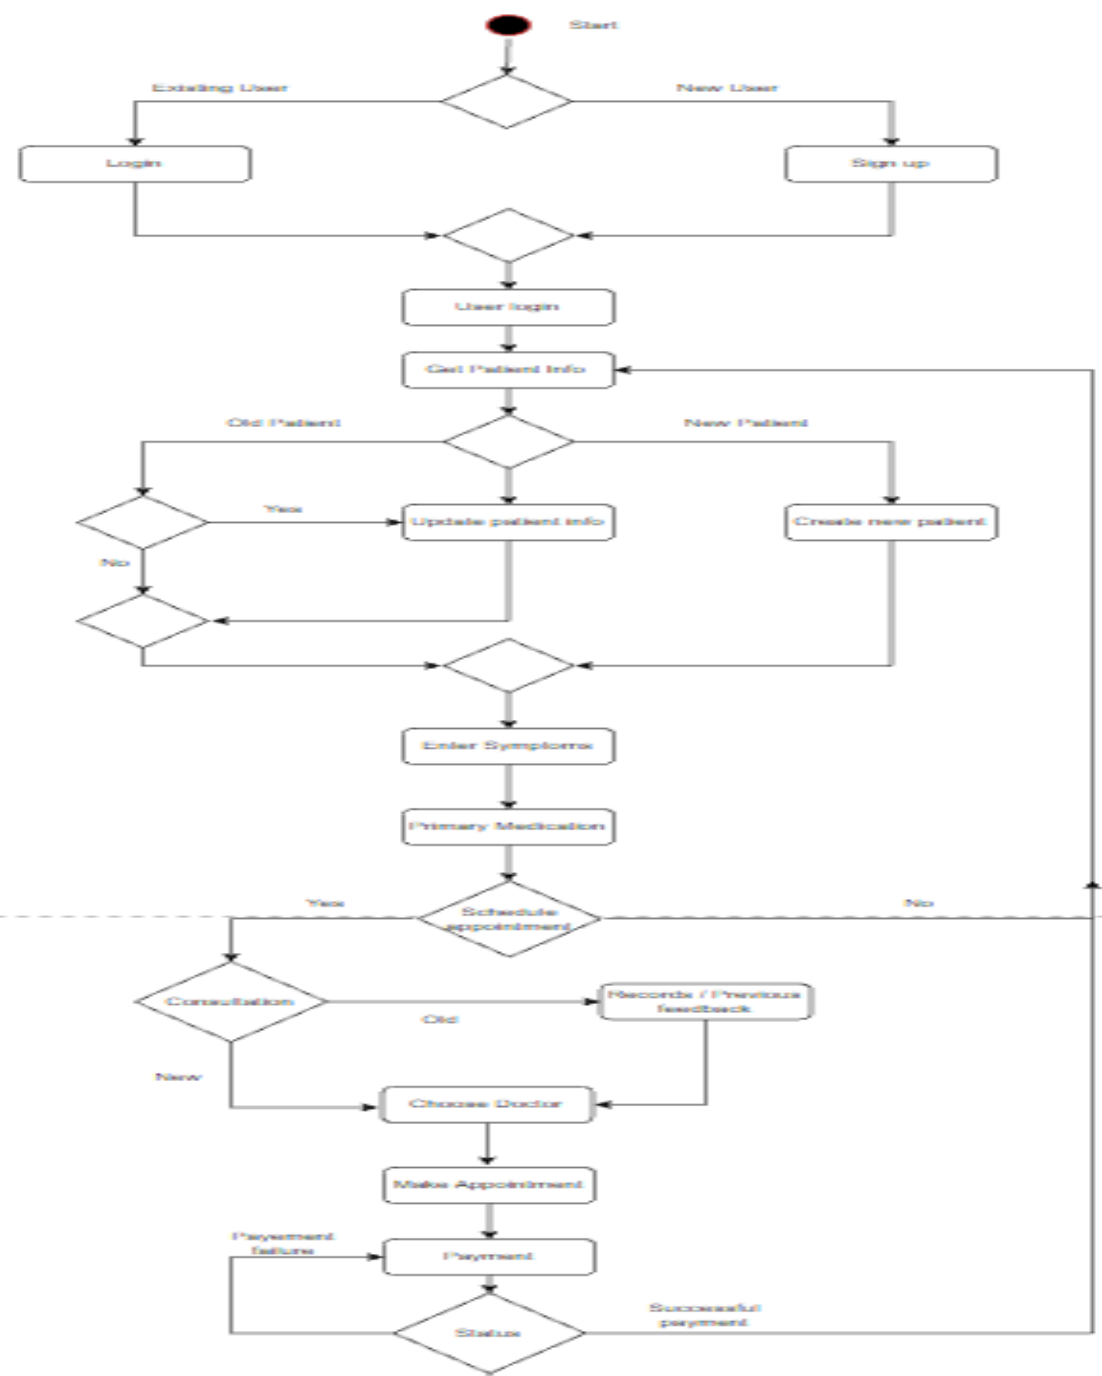 Start
Existing User
New User
Login
Sign up
User login
Get Patient Info
Old Patient
New Patient
Yes
Update patient info
Create new patient
No
Enter Symptoms
Primary Medication
Yes
Schedule
appointment
No
Consultation
Records / Previous
feedback
Old
New
Choose Doctor
Make Appointment
Payement
failure
Payment
Successful
payment
Status